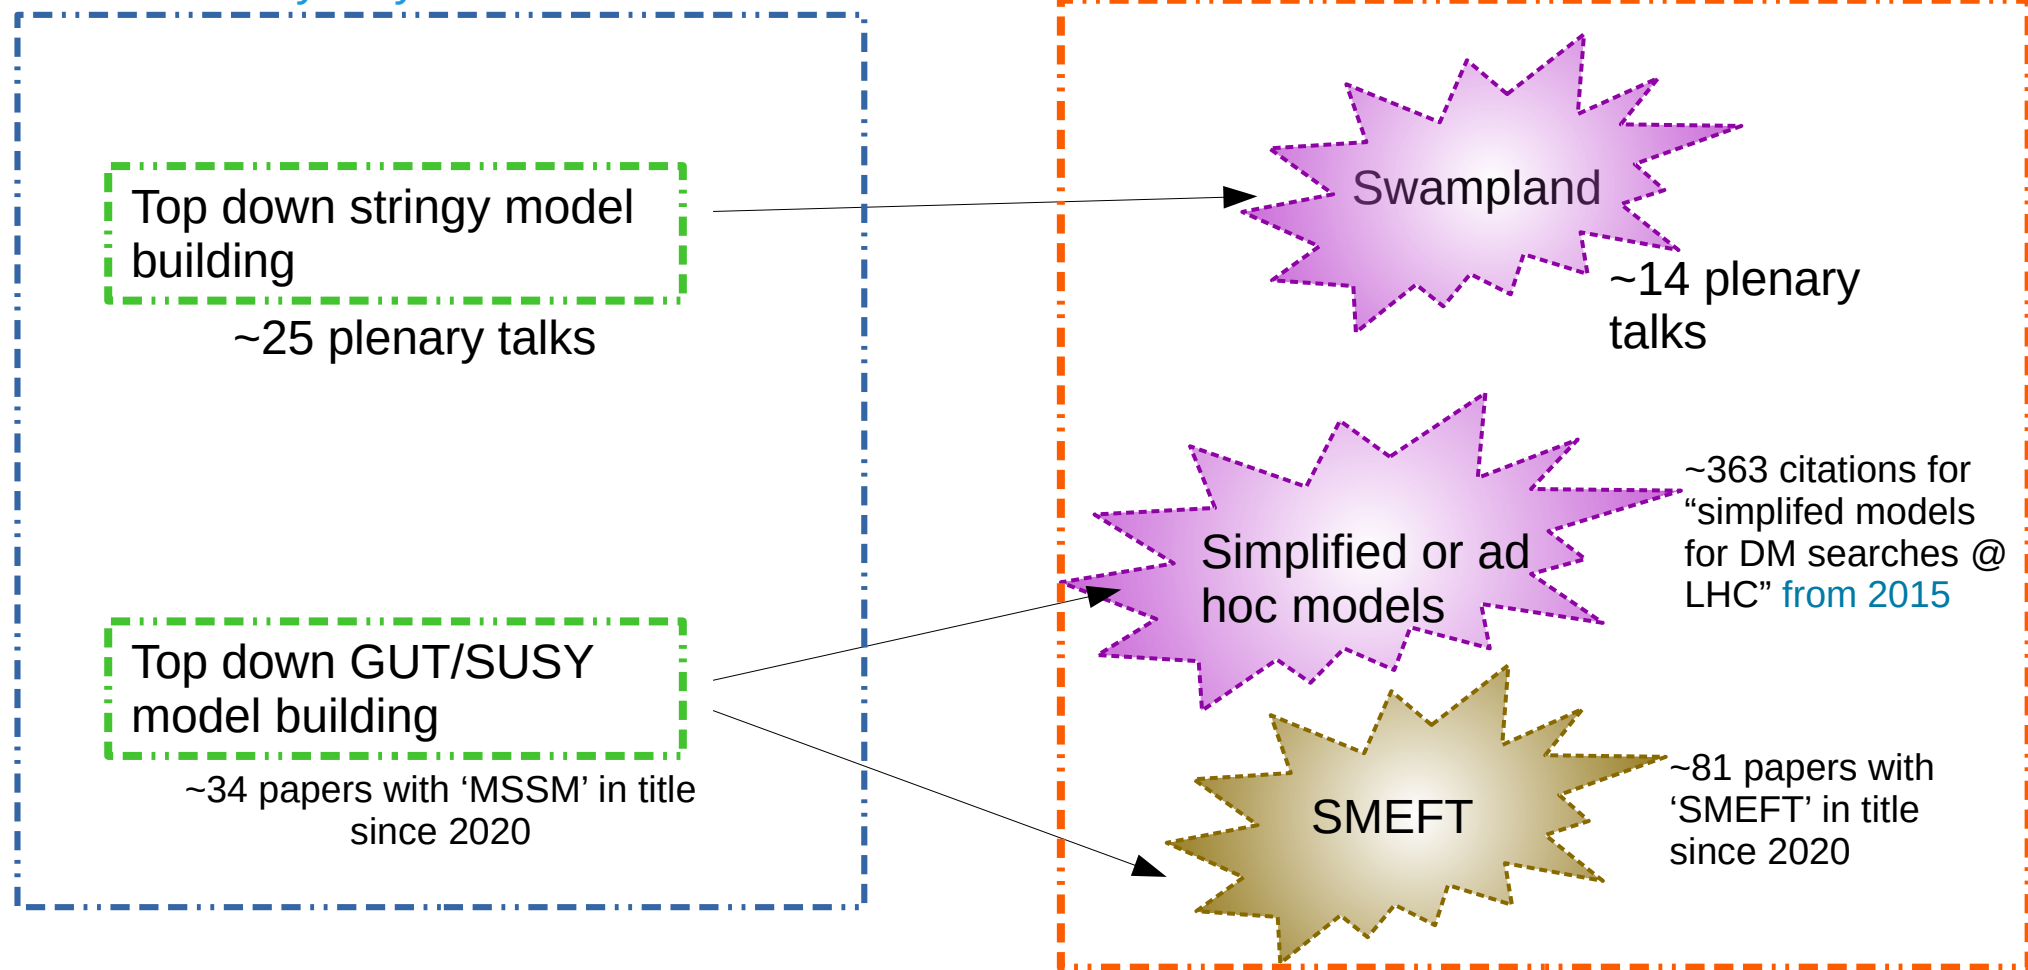 Top down stringy model
building
~25 plenary talks
Swampland
~14 plenary
talks
Simplified or ad
hoc models
~363 citations for
“simplifed models
for DM searches @
LHC” from 2015
Top down GUT/SUSY
model building
~34 papers with ‘MSSM’ in title
since 2020
SMEFT
~81 papers with
‘SMEFT’ in title
since 2020